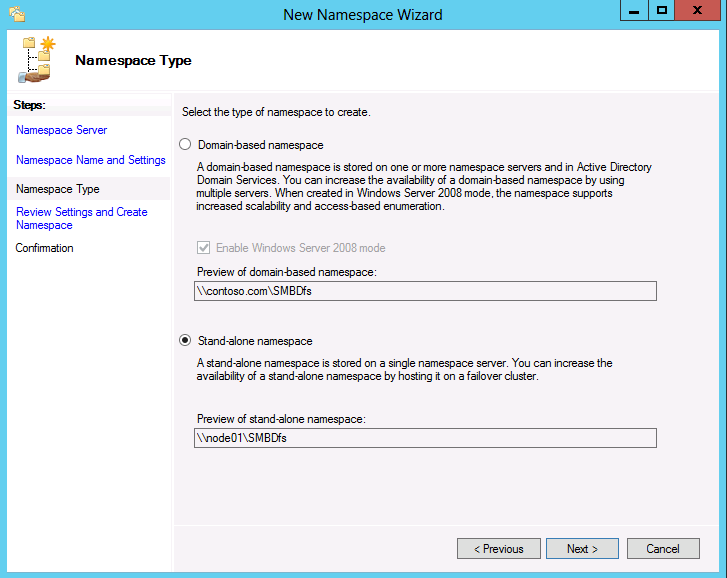 New Namespace Wizard
Namespace Type
Steps:
Namespace Server
Namespace Name and Settings
Namespace Type
Review Settings and Create
Namespace
Confirmation
Select the type of namespace to create.
Domain-based namespace
A domain-based namespace is stored on one or more namespace servers and in Active Directory
Domain Services. You can increase the availability of a domain-based namespace by using
multiple servers. When created in Windows Server 2008 mode, the namespace supports
increased scalability and access-based enumeration.
Enable Windows Server 2008 mode
Preview of domain-based namespace:
\\contoso.com\SMBDfs
Stand-alone namespace
A stand-alone namespace is stored on a single namespace server. You can increase the
availability of a stand-alone namespace by hosting it on a failover cluster.
Preview of stand-alone namespace:
\\node01\SMBDfs
< Previous
Next >
Cancel